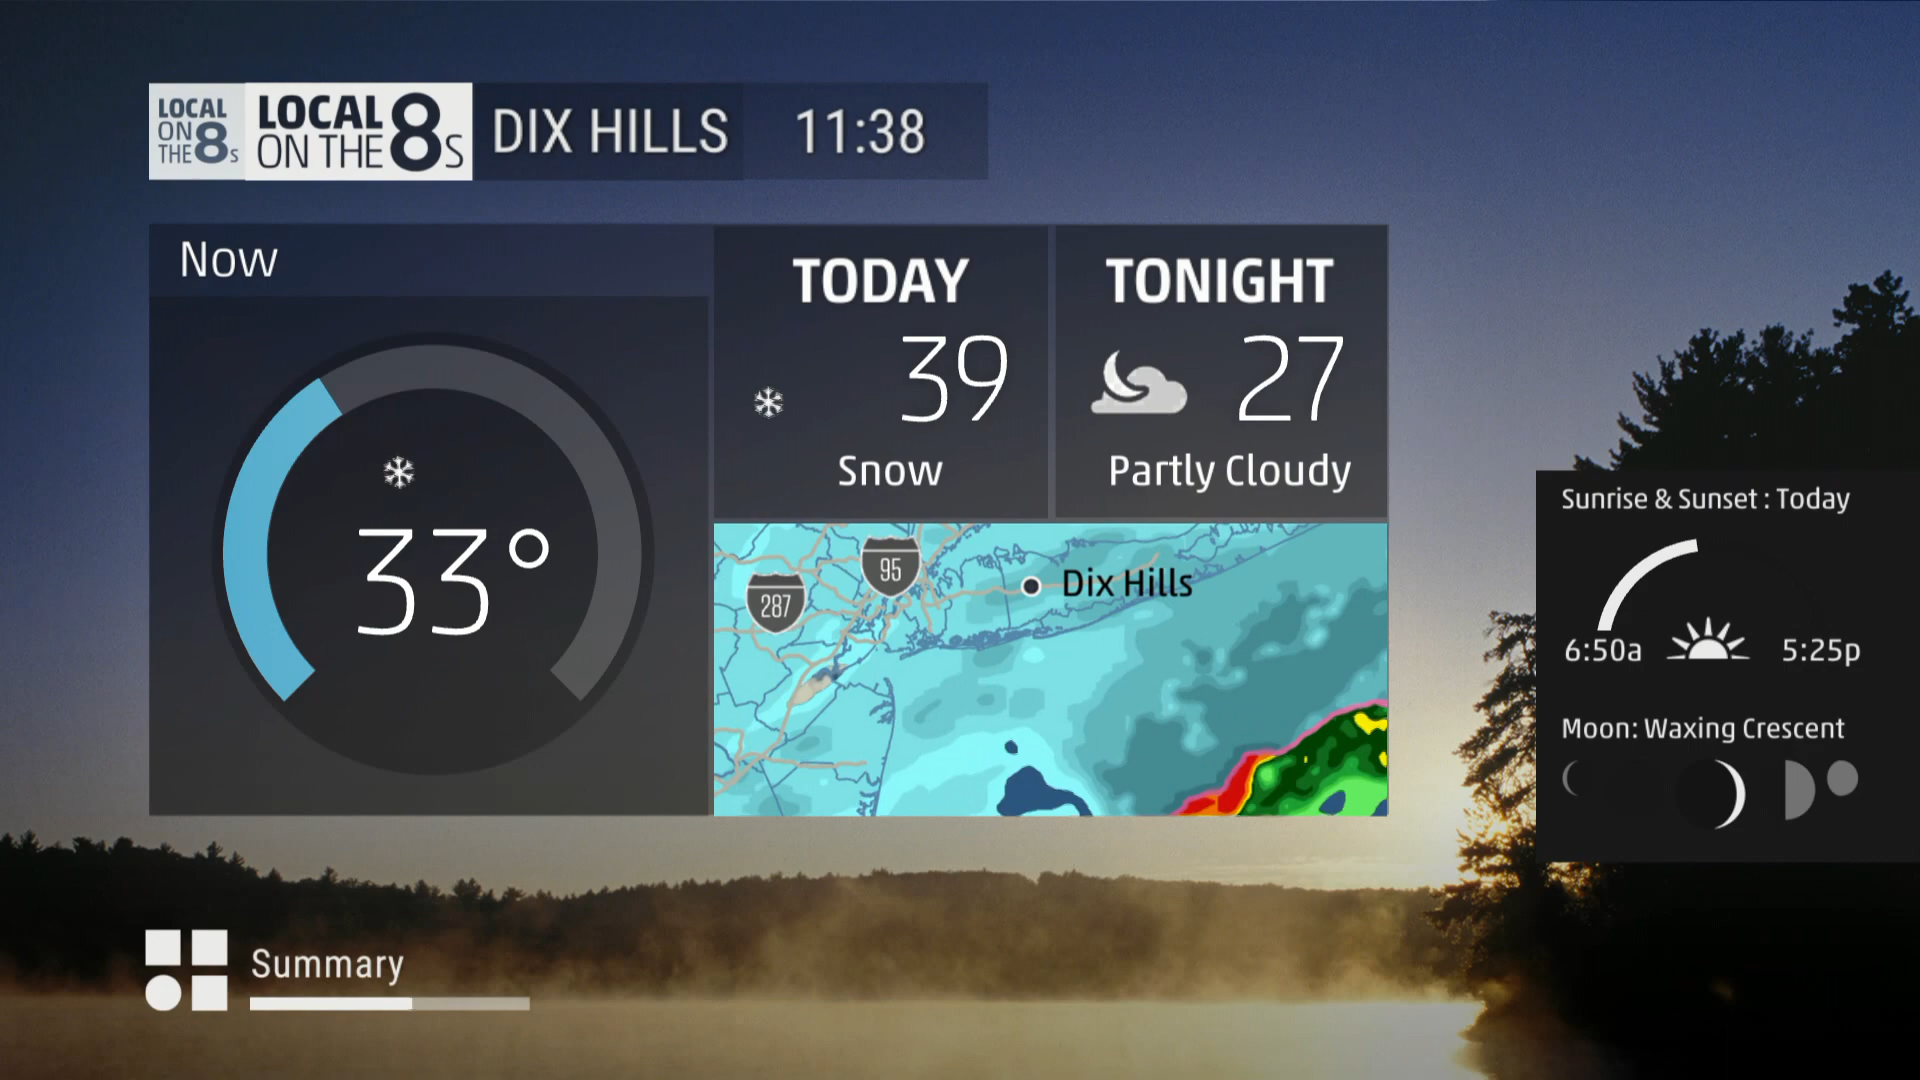 LOCAL
ON
THE 8s
LOCAL
ON THE 8s
DIX HILLS
11:38
Now
33°
TODAY
39
Snow
TONIGHT
27
Partly Cloudy
95
287
Dix Hills
Sunrise & Sunset : Today
6:50a
5:25p
Moon: Waxing Crescent
Summary